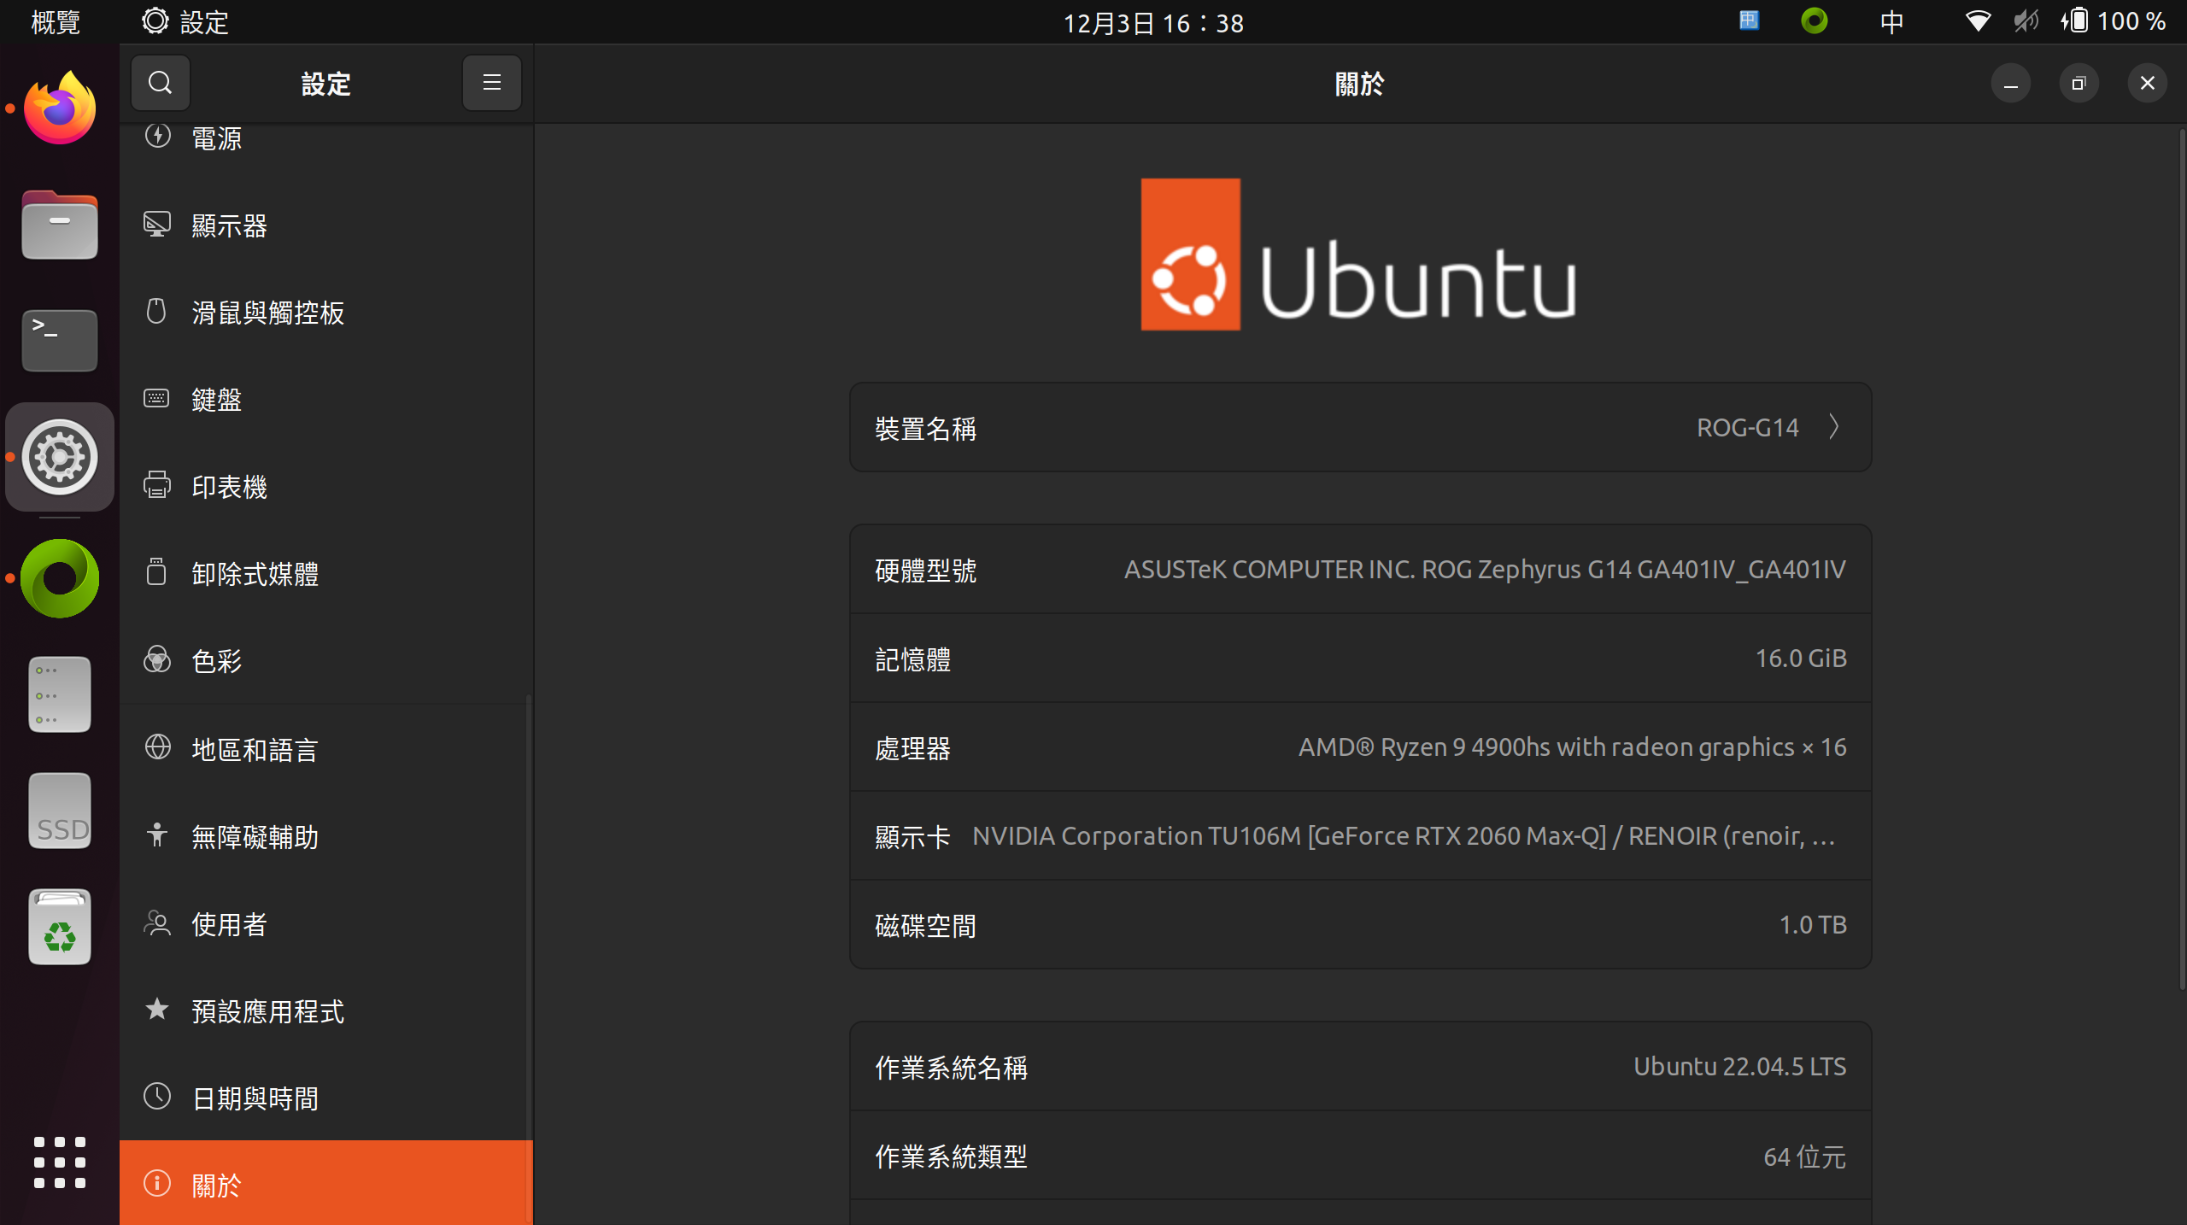 概覽 設定 12月3日 16：38 中 中 100 %
設定
關於
電源
顯示器
滑鼠與觸控板
鍵盤
印表機
卸除式媒體
色彩
地區和語言
無障礙輔助
使用者
預設應用程式
日期與時間
關於
>_
SSD
Ubuntu
裝置名稱 ROG-G14
硬體型號 ASUSTeK COMPUTER INC. ROG Zephyrus G14 GA401IV_GA401IV
記憶體 16.0 GiB
處理器 AMD® Ryzen 9 4900hs with radeon graphics × 16
顯示卡 NVIDIA Corporation TU106M [GeForce RTX 2060 Max-Q] / RENOIR (renoir, …
磁碟空間 1.0 TB
作業系統名稱 Ubuntu 22.04.5 LTS
作業系統類型 64 位元